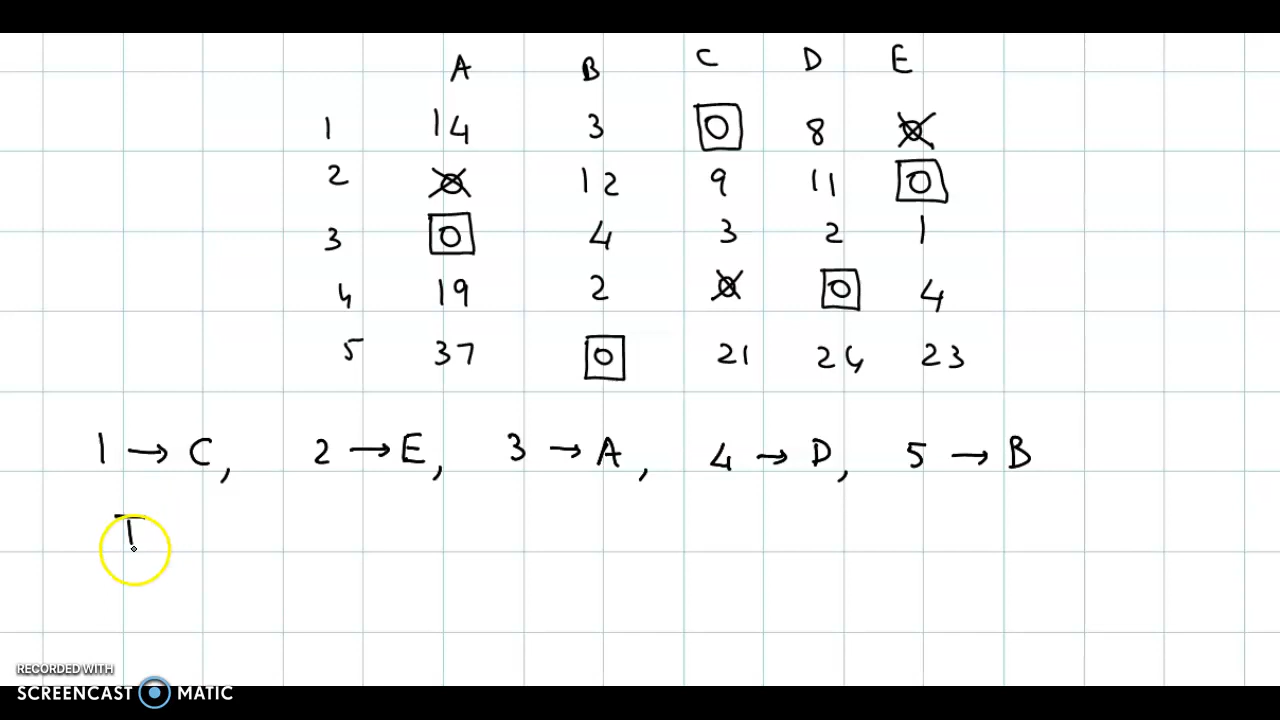 A B C D E
1 14 3 0 8 0
2 0 12 9 11 0
3 0 4 3 2 1
4 19 2 0 0 4
5 37 0 21 24 23
1 → C, 2 → E, 3 → A, 4 → D, 5 → B
T
RECORDED WITH
SCREENCAST MATIC